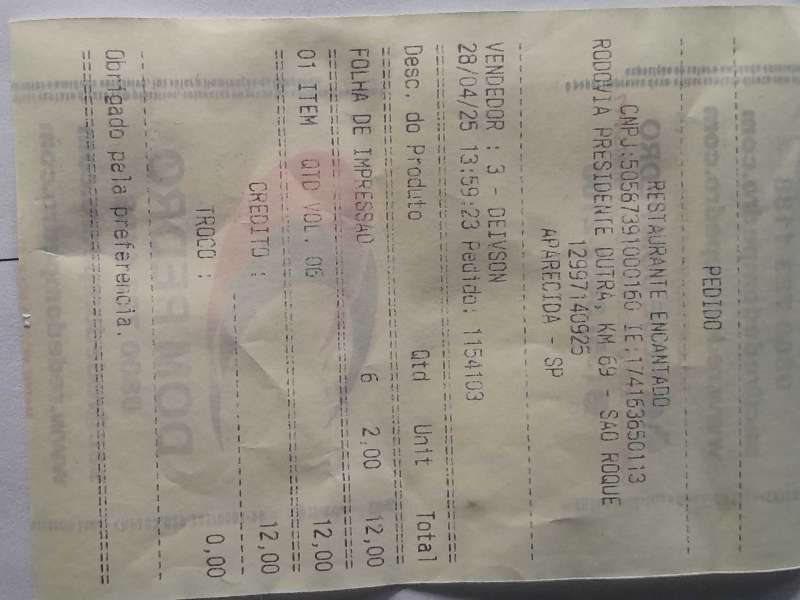 PEDIDO
RESTAURANTE ENCANTADO
CNPJ:50587391000160 IE:174163650113
RODOVIA PRESIDENTE DUTRA, KM 69 - SAO ROQUE
12997140925
APARECIDA - SP
VENDEDOR : 3 - DEIVSON
28/04/25 13:59:23 Pedido: 1154103
Desc. do Produto Qtd Unit Total
FOLHA DE IMPRESSAO 6 2,00 12,00
01 ITEM QTD VOL. 06 12,00
CREDITO : 12,00
TROCO : 0,00
Obrigado pela preferencia.